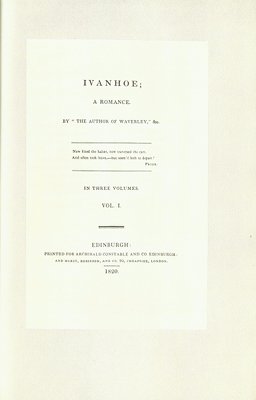 IVANHOE;
A ROMANCE.
BY "THE AUTHOR OF WAVERLEY," &c.
Now fitted the halter, now traversed the cart,
And often took leave,—but seem'd loth to depart!
PRIOR.
IN THREE VOLUMES.
VOL. I.
EDINBURGH:
PRINTED FOR ARCHIBALD CONSTABLE AND CO. EDINBURGH:
AND HURST, ROBINSON, AND CO. 90, CHEAPSIDE, LONDON.
1820.